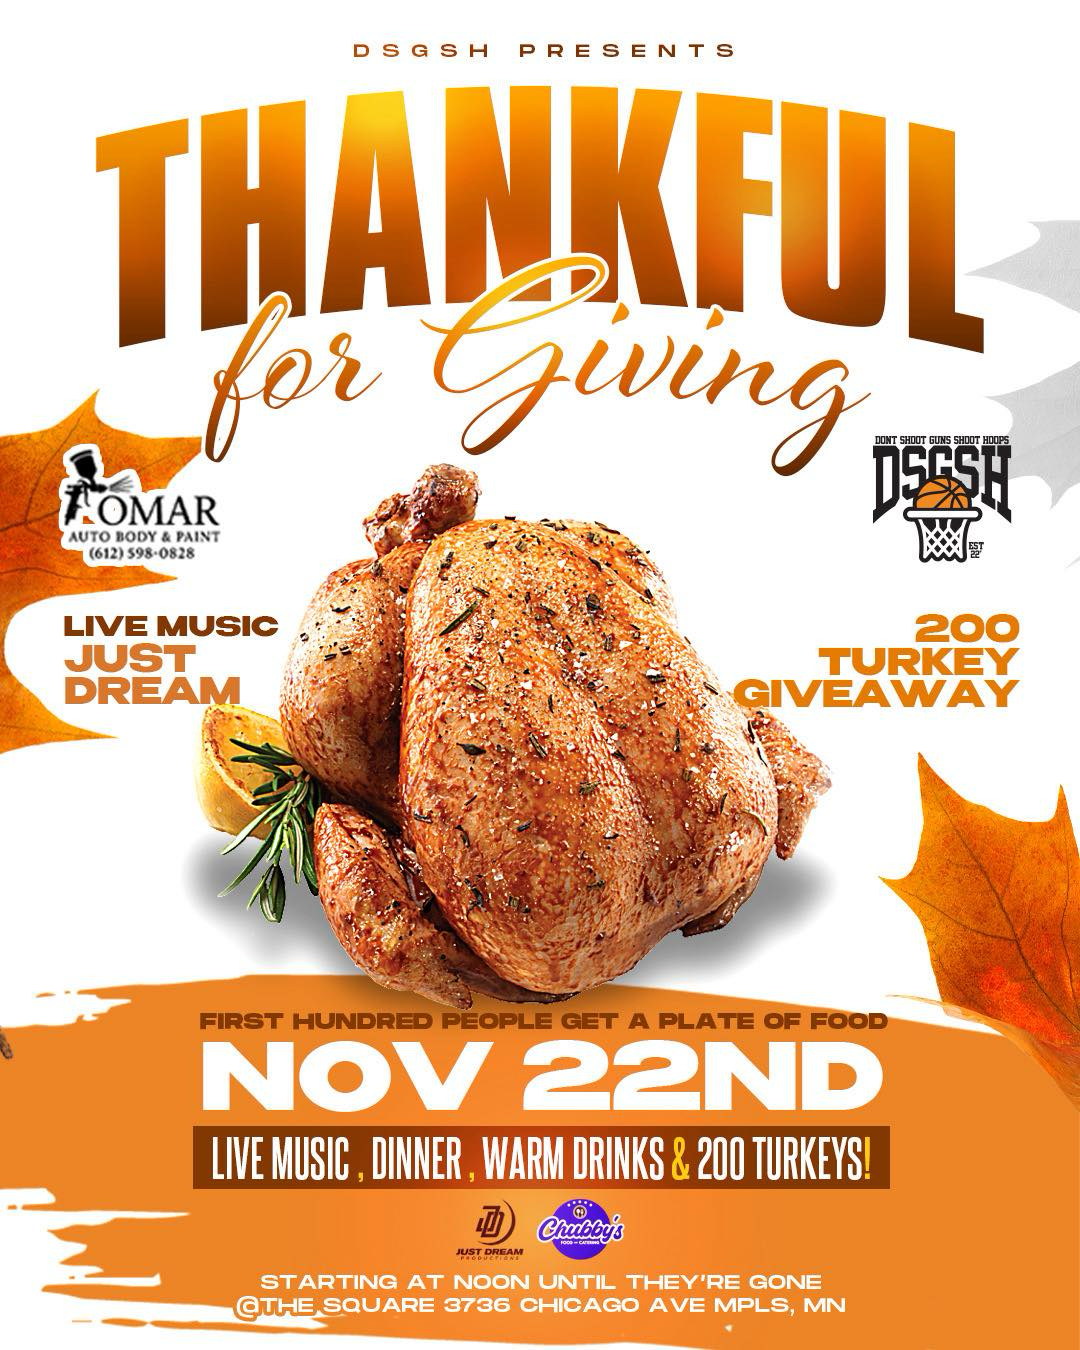 DSGSH PRESENTS
THANKFUL
for Giving
OMAR
AUTO BODY & PAINT
(612) 598-0828
DONT SHOOT GUNS SHOOT HOOPS
DSGSH
EST
22'
LIVE MUSIC
JUST
DREAM
200
TURKEY
GIVEAWAY
FIRST HUNDRED PEOPLE GET A PLATE OF FOOD
NOV 22ND
LIVE MUSIC , DINNER , WARM DRINKS & 200 TURKEYS!
JD
JUST DREAM
PRODUCTIONS
Chubby's
FOOD — CATERING
STARTING AT NOON UNTIL THEY'RE GONE
@THE SQUARE 3736 CHICAGO AVE MPLS, MN